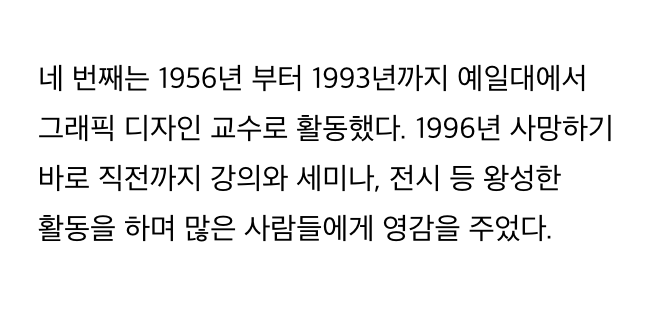 네 번째는 1956년 부터 1993년까지 예일대에서
그래픽 디자인 교수로 활동했다. 1996년 사망하기
바로 직전까지 강의와 세미나, 전시 등 왕성한
활동을 하며 많은 사람들에게 영감을 주었다.